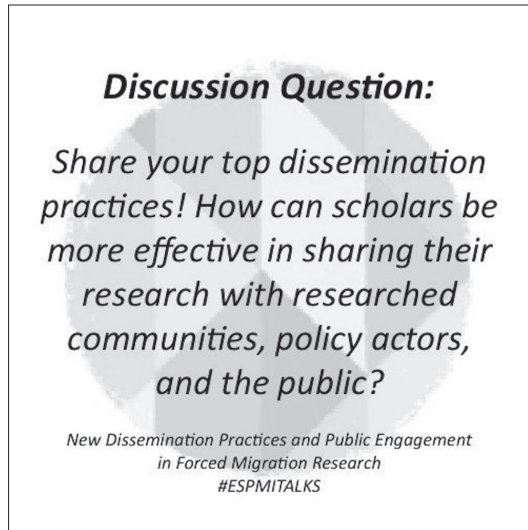 Discussion Question:
Share your top dissemination
practices! How can scholars be
more effective in sharing their
research with researched
communities, policy actors,
and the public?
New Dissemination Practices and Public Engagement
in Forced Migration Research
#ESPMITALKS